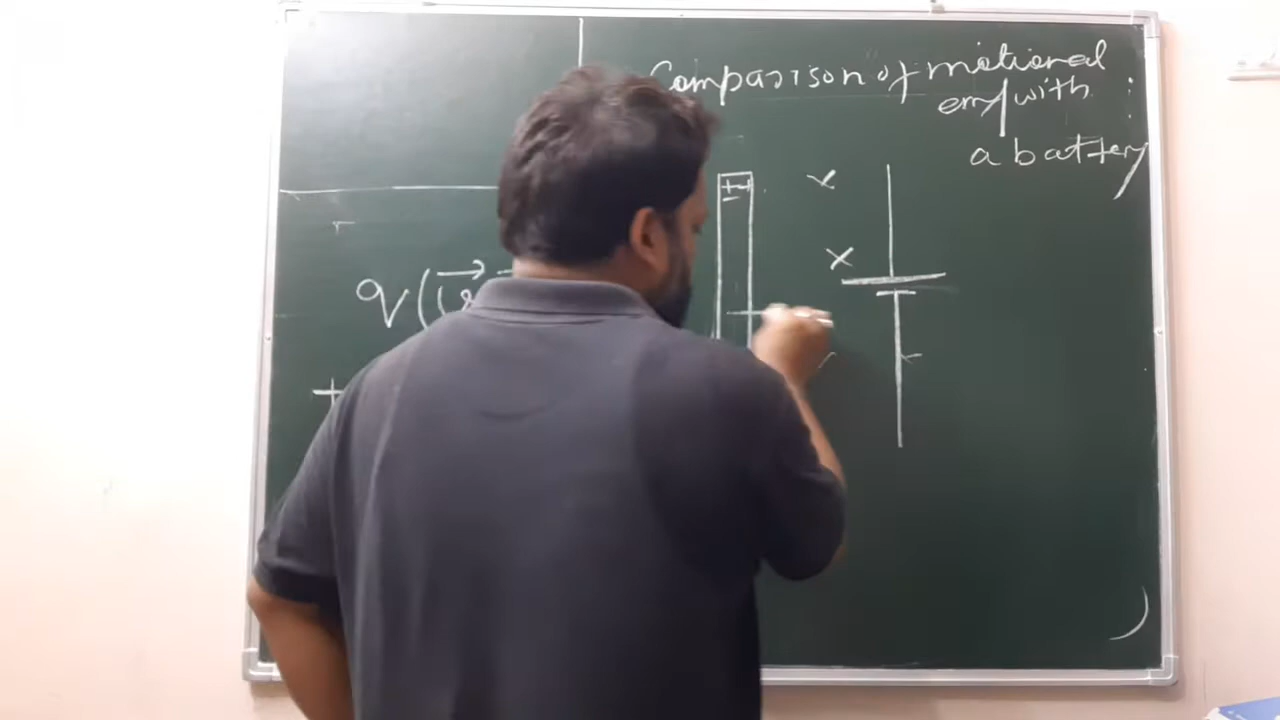 Comparison of motional
emf with
a battery
q(
+
x
x